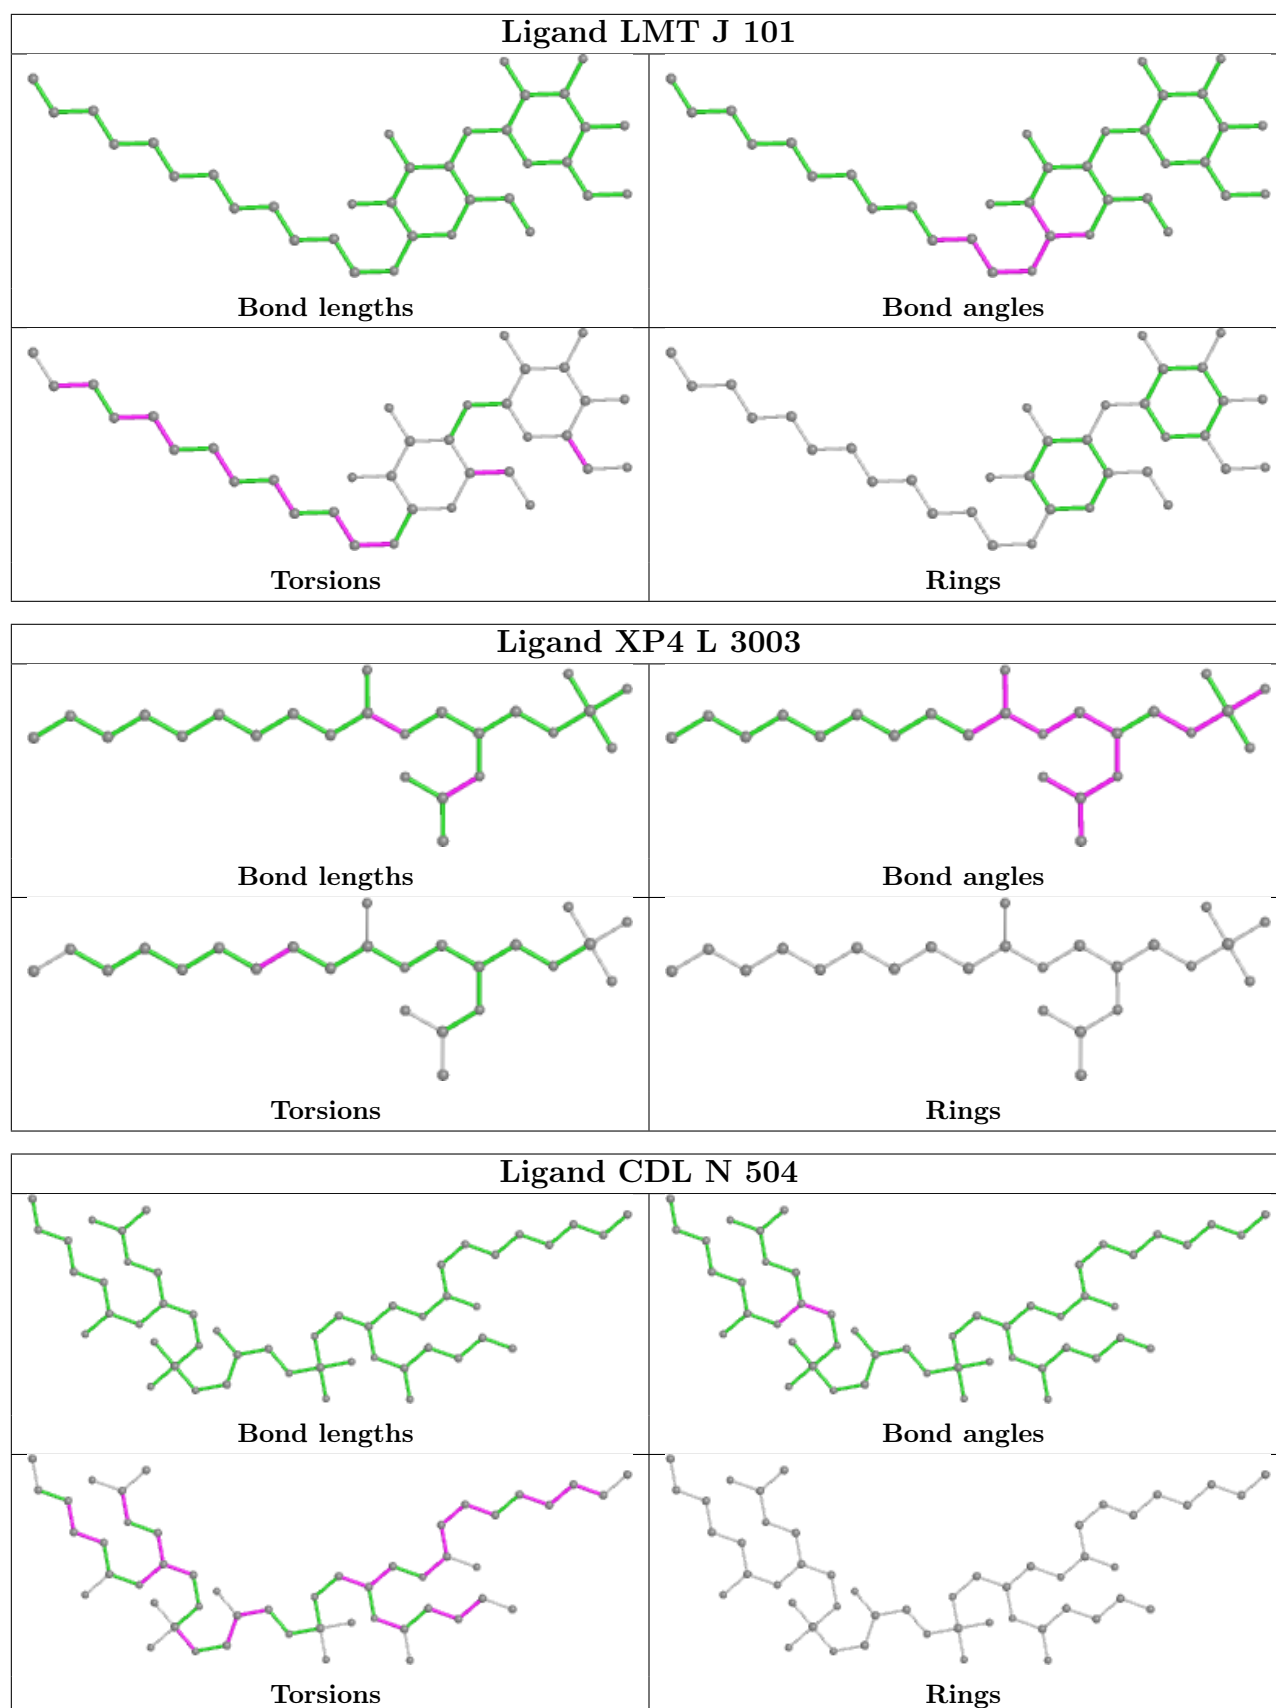 Ligand LMT J 101
Bond lengths
Bond angles
Torsions
Rings
Ligand XP4 L 3003
Bond lengths
Bond angles
Torsions
Rings
Ligand CDL N 504
Bond lengths
Bond angles
Torsions
Rings